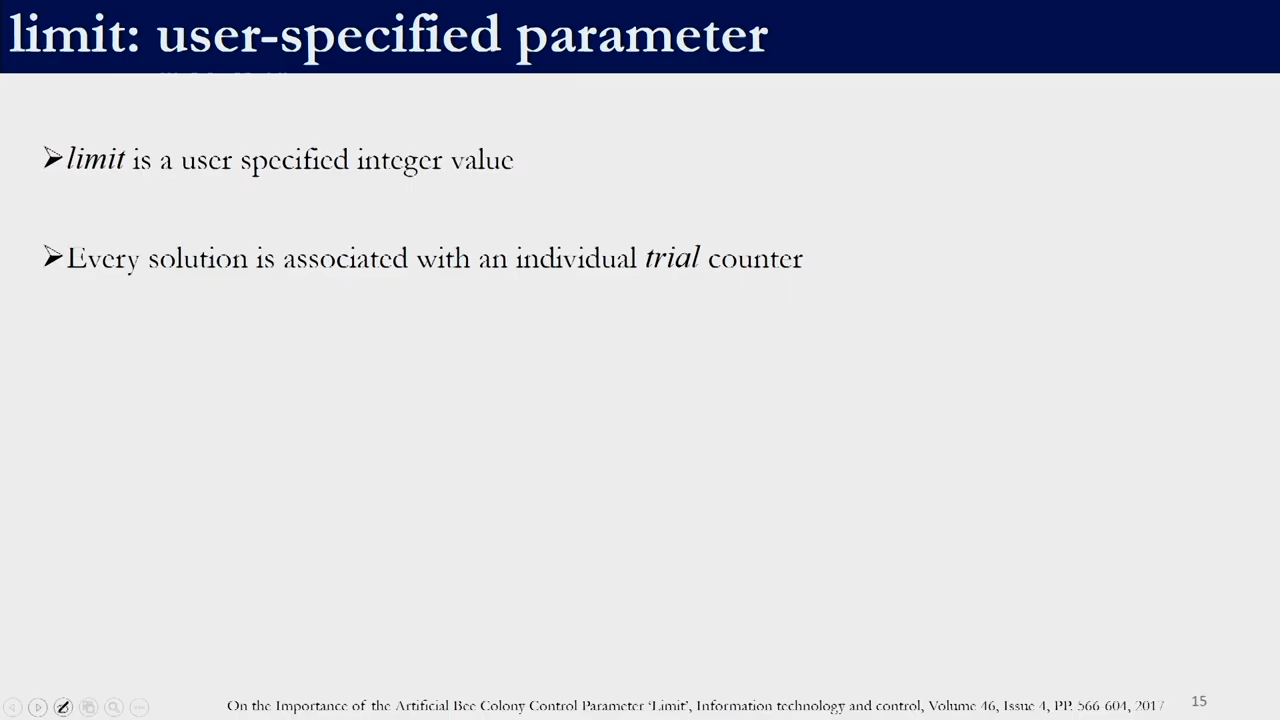 limit: user-specified parameter
➢limit is a user specified integer value
➢Every solution is associated with an individual trial counter
On the Importance of the Artificial Bee Colony Control Parameter ‘Limit’, Information technology and control, Volume 46, Issue 4, PP. 566-604, 2017
15